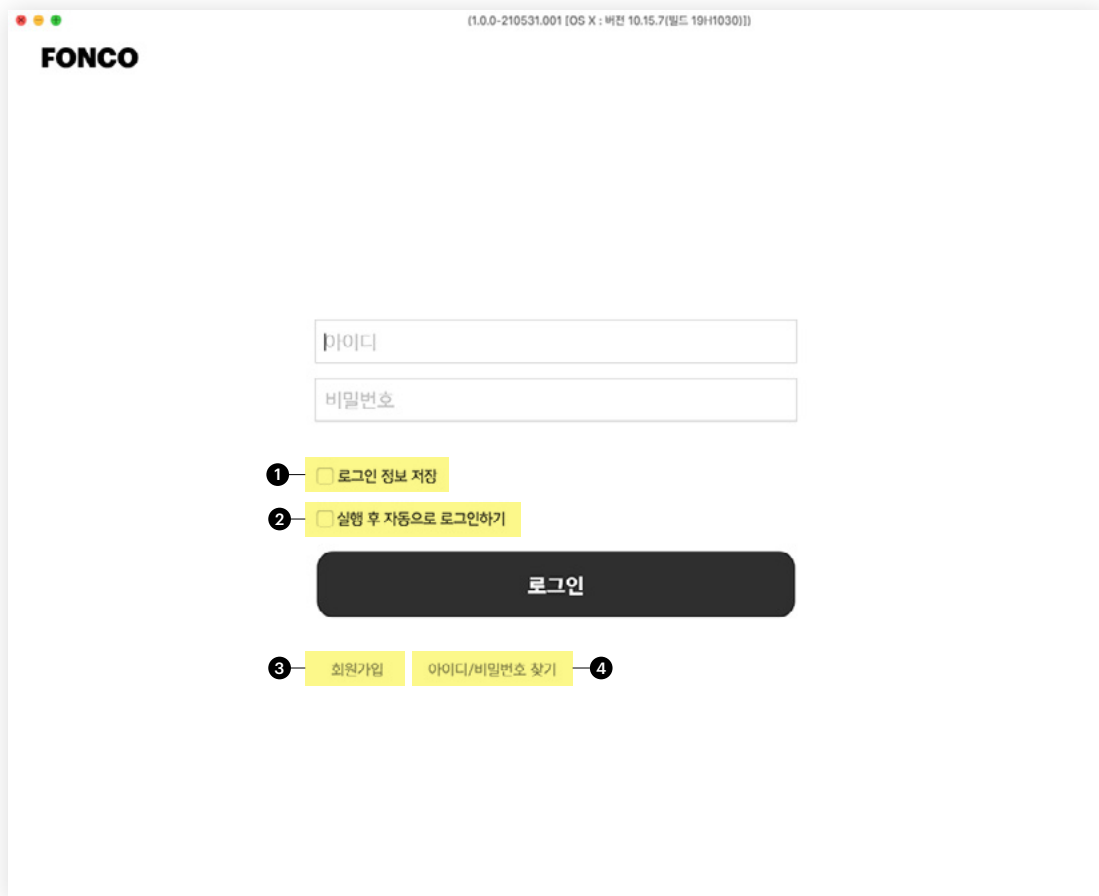 (1.0.0-210531.001 [OS X : 버전 10.15.7(빌드 19H1030)])
FONCO
아이디
비밀번호
1 로그인 정보 저장
2 실행 후 자동으로 로그인하기
로그인
3 회원가입 아이디/비밀번호 찾기 4